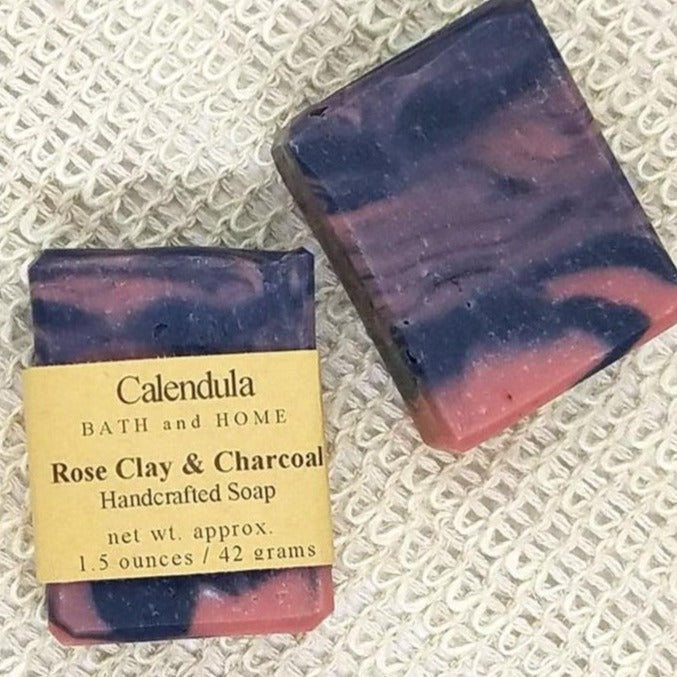 Calendula
BATH and HOME
Rose Clay & Charcoal
Handcrafted Soap
net wt. approx.
1.5 ounces / 42 grams